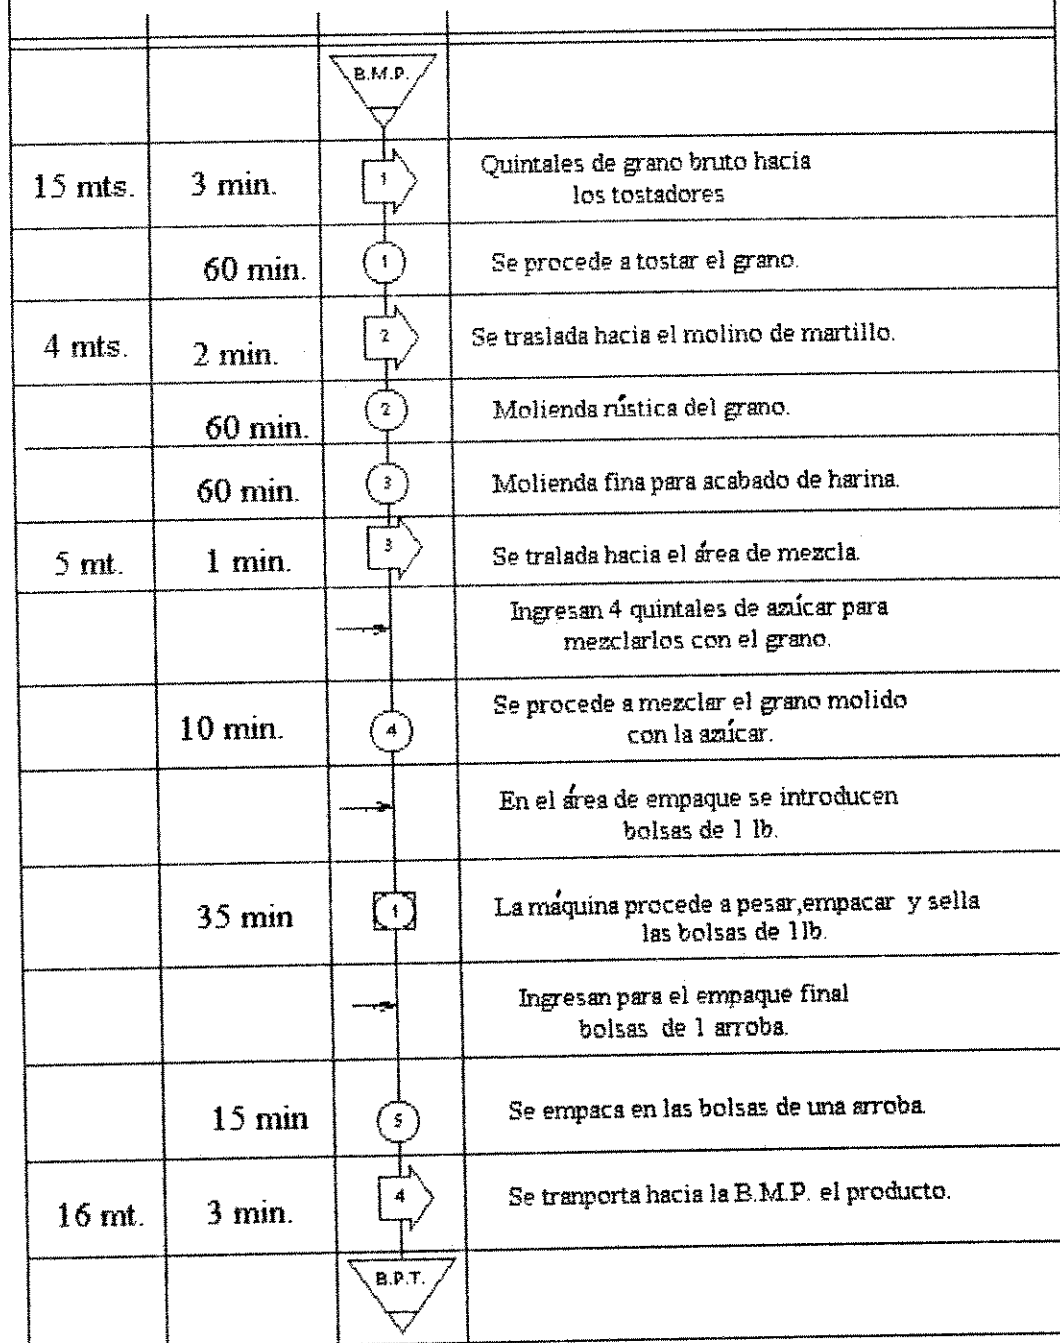 B.M.P.
15 mts.
3 min.
1
Quintales de grano bruto hacia
los tostadores
60 min.
1
Se procede a tostar el grano.
4 mts.
2 min.
2
Se traslada hacia el molino de martillo.
60 min.
2
Molienda rústica del grano.
60 min.
3
Molienda fina para acabado de harina.
5 mt.
1 min.
3
Se tralada hacia el área de mezcla.
Ingresan 4 quintales de azúcar para
mezclarlos con el grano.
10 min.
4
Se procede a mezclar el grano molido
con la azúcar.
En el área de empaque se introducen
bolsas de 1 lb.
35 min
1
La máquina procede a pesar,empacar y sella
las bolsas de 1lb.
Ingresan para el empaque final
bolsas de 1 arroba.
15 min
5
Se empaca en las bolsas de una arroba
16 mt.
3 min.
4
Se tranporta hacia la B.M.P. el producto.
B.P.T.